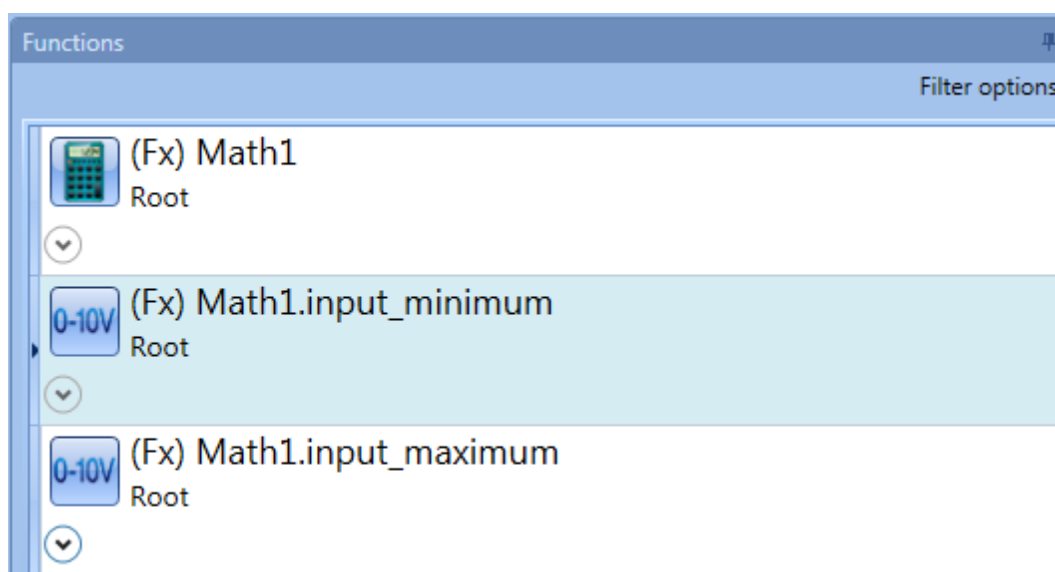 Functions
Filter options
(Fx) Math1
Root
0-10V
(Fx) Math1.input_minimum
Root
0-10V
(Fx) Math1.input_maximum
Root